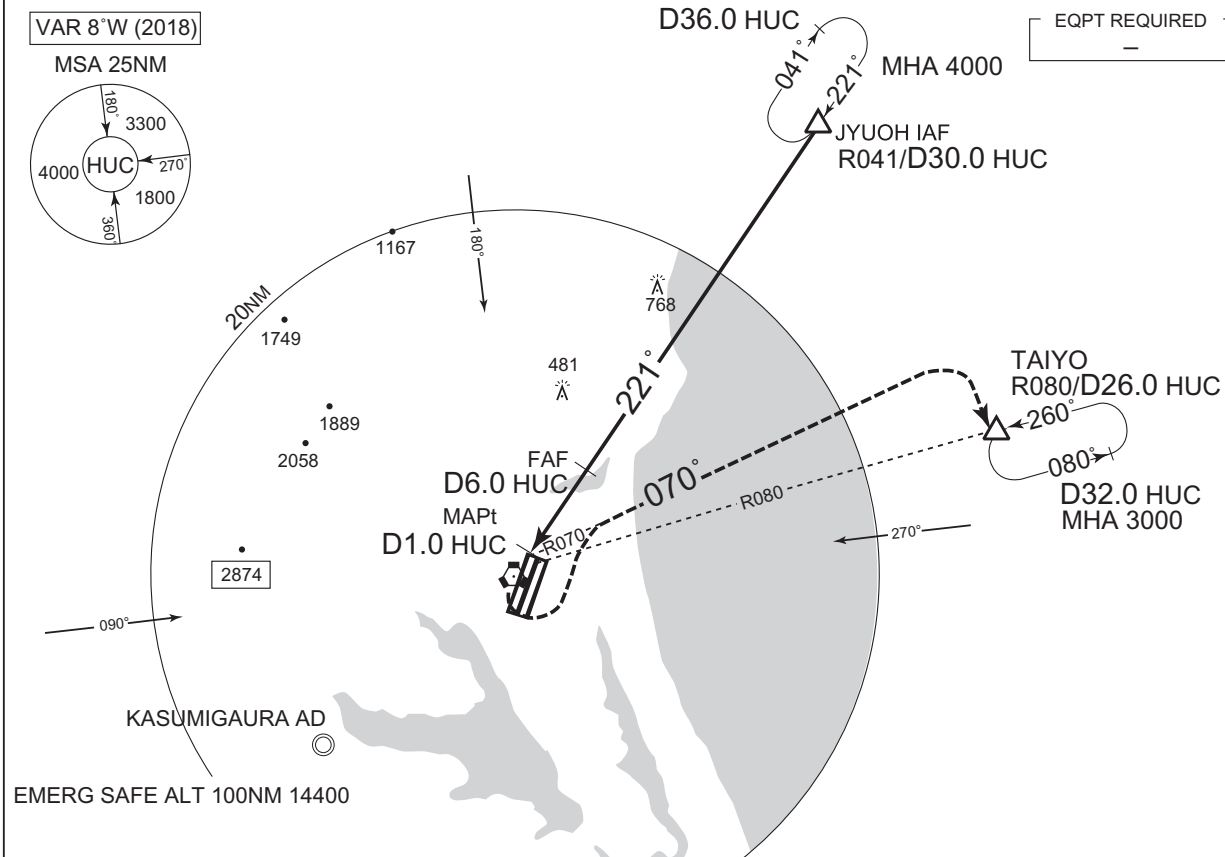 VAR 8°W (2018)
MSA 25NM
180°
3300
HUC
4000
270°
1800
360°
D36.0 HUC
EQPT REQUIRED
–
041°
221°
MHA 4000
JYUOH IAF
R041/D30.0 HUC
1167
180°
20NM
768
1749
481
221°
TAIYO
R080/D26.0 HUC
1889
260°
2058
FAF
D6.0 HUC
070°
080°
R080
D32.0 HUC
MHA 3000
MAPt
D1.0 HUC
R070
270°
2874
090°
KASUMIGAURA AD
EMERG SAFE ALT 100NM 14400